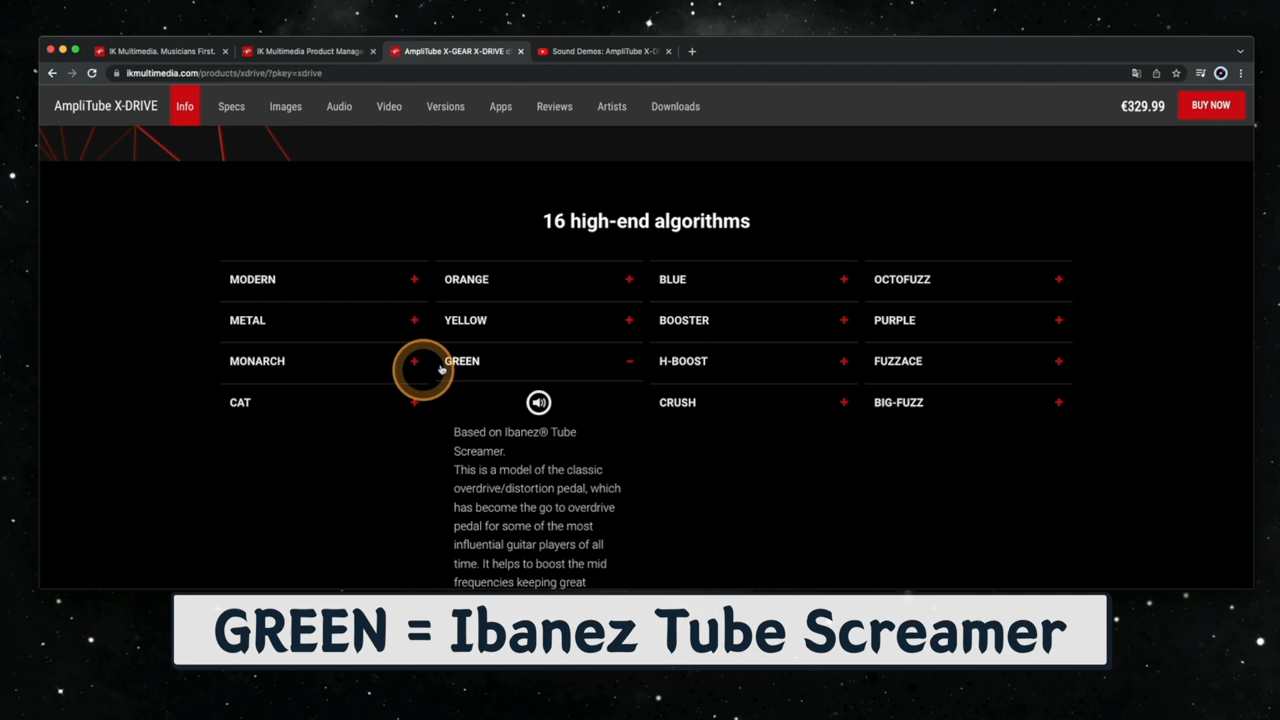 IK Multimedia. Musicians First.
IK Multimedia Product Manage
AmpliTube X-GEAR X-DRIVE di
Sound Demos: AmpliTube X-D
ikmultimedia.com/products/xdrive/?pkey=xdrive
AmpliTube X-DRIVE Info Specs Images Audio Video Versions Apps Reviews Artists Downloads €329.99 BUY NOW
16 high-end algorithms
MODERN + ORANGE + BLUE + OCTOFUZZ +
METAL + YELLOW + BOOSTER + PURPLE +
MONARCH + GREEN - H-BOOST + FUZZACE +
CAT + CRUSH + BIG-FUZZ +
Based on Ibanez® Tube
Screamer.
This is a model of the classic
overdrive/distortion pedal, which
has become the go to overdrive
pedal for some of the most
influential guitar players of all
time. It helps to boost the mid
frequencies keeping great
GREEN = Ibanez Tube Screamer